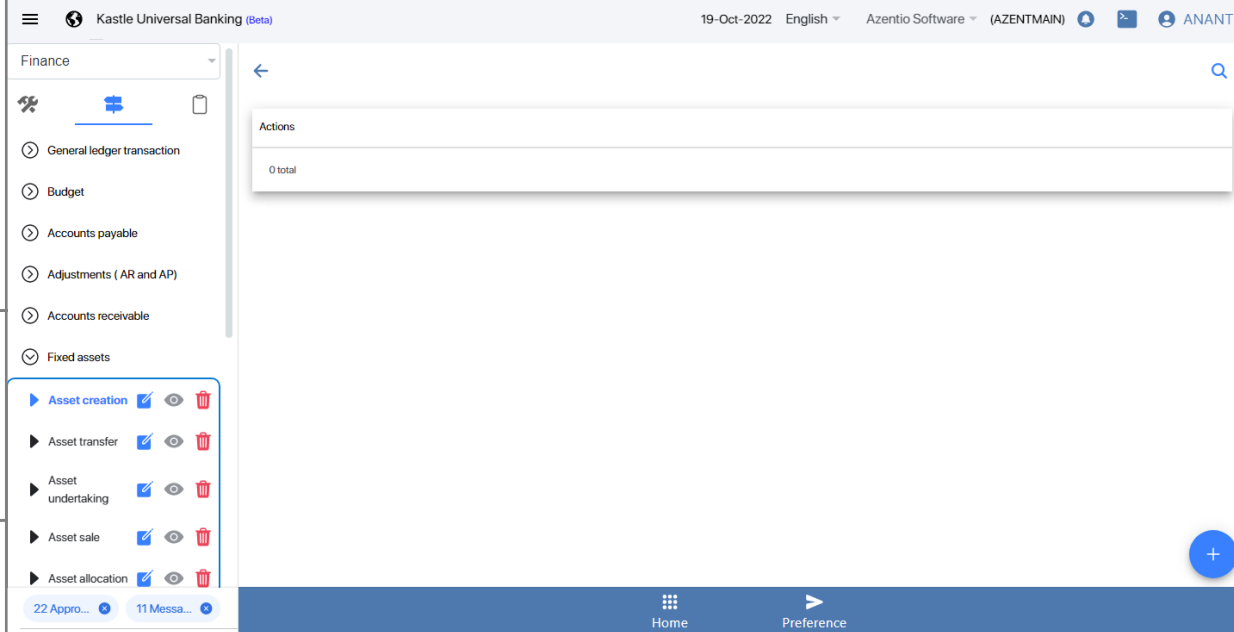 Kastle Universal Banking (Beta)
19-Oct-2022 English Azentio Software (AZENTMAIN) ANANT
Finance
General ledger transaction
Budget
Accounts payable
Adjustments ( AR and AP)
Accounts receivable
Fixed assets
Asset creation
Asset transfer
Asset
undertaking
Asset sale
Asset allocation
22 Appro...
11 Messa...
Actions
0 total
Home
Preference